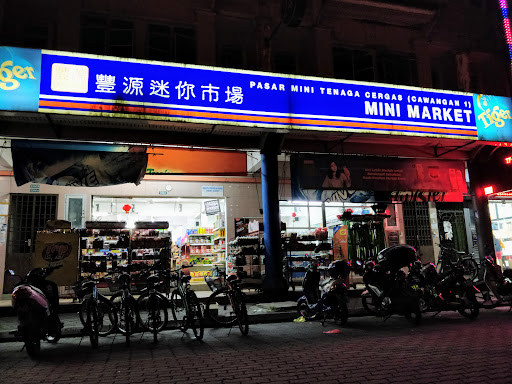 Tiger
豐源迷你市場
PASAR MINI TENAGA CERGAS (CAWANGAN 1)
MINI MARKET
Tiger